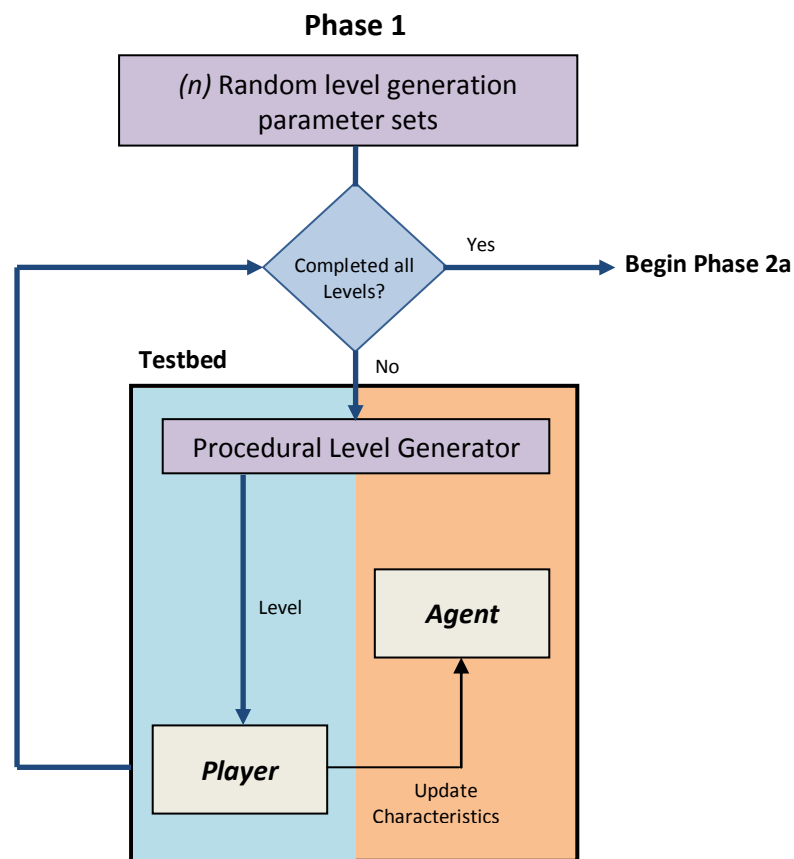 Phase 1
(n) Random level generation
parameter sets
Yes
Completed all
Levels?
Begin Phase 2a
Testbed
No
Procedural Level Generator
Level
Agent
Player
Update
Characteristics